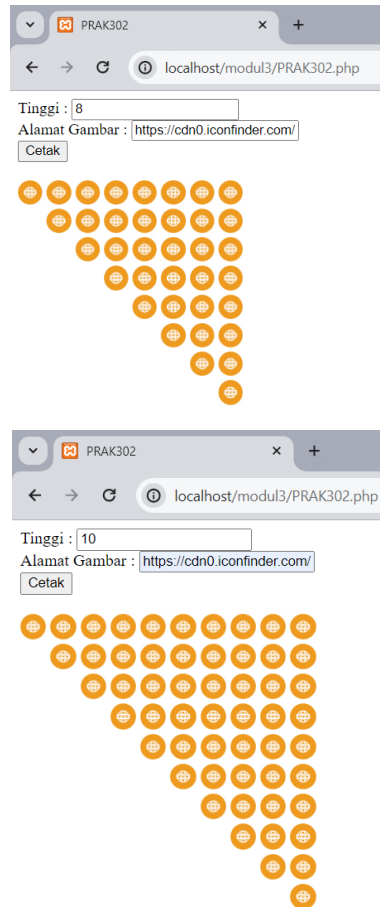 PRAK302
localhost/modul3/PRAK302.php
Tinggi : 8
Alamat Gambar : https://cdn0.iconfinder.com/
Cetak
PRAK302
localhost/modul3/PRAK302.php
Tinggi : 10
Alamat Gambar : https://cdn0.iconfinder.com/
Cetak